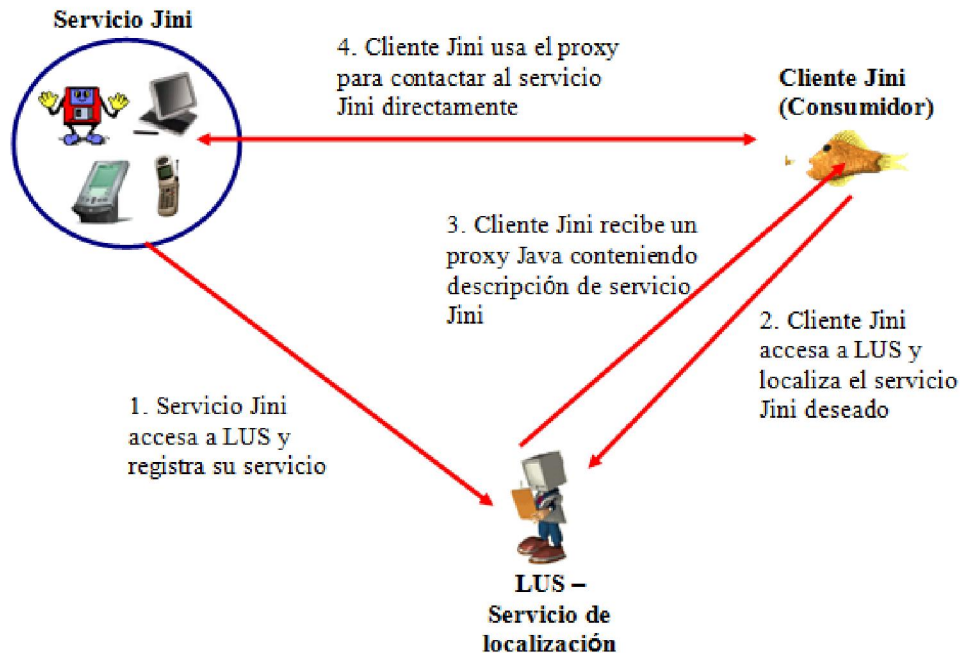 Servicio Jini
4. Cliente Jini usa el proxy
para contactar al servicio
Jini directamente
Cliente Jini
(Consumidor)
3. Cliente Jini recibe un
proxy Java conteniendo
descripción de servicio
Jini
2. Cliente Jini
accesa a LUS y
localiza el servicio
Jini deseado
1. Servicio Jini
accesa a LUS y
registra su servicio
LUS –
Servicio de
localización